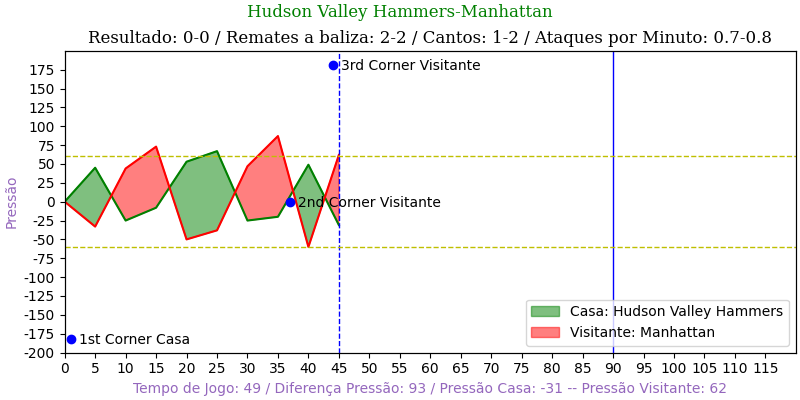 Hudson Valley Hammers-Manhattan
Resultado: 0-0 / Remates a baliza: 2-2 / Cantos: 1-2 / Ataques por Minuto: 0.7-0.8
175
150
125
100
75
50
25
0
-25
-50
-75
-100
-125
-150
-175
-200
Pressão
3rd Corner Visitante
2nd Corner Visitante
1st Corner Casa
Casa: Hudson Valley Hammers
Visitante: Manhattan
0 5 10 15 20 25 30 35 40 45 50 55 60 65 70 75 80 85 90 95 100 105 110 115
Tempo de Jogo: 49 / Diferença Pressão: 93 / Pressão Casa: -31 -- Pressão Visitante: 62